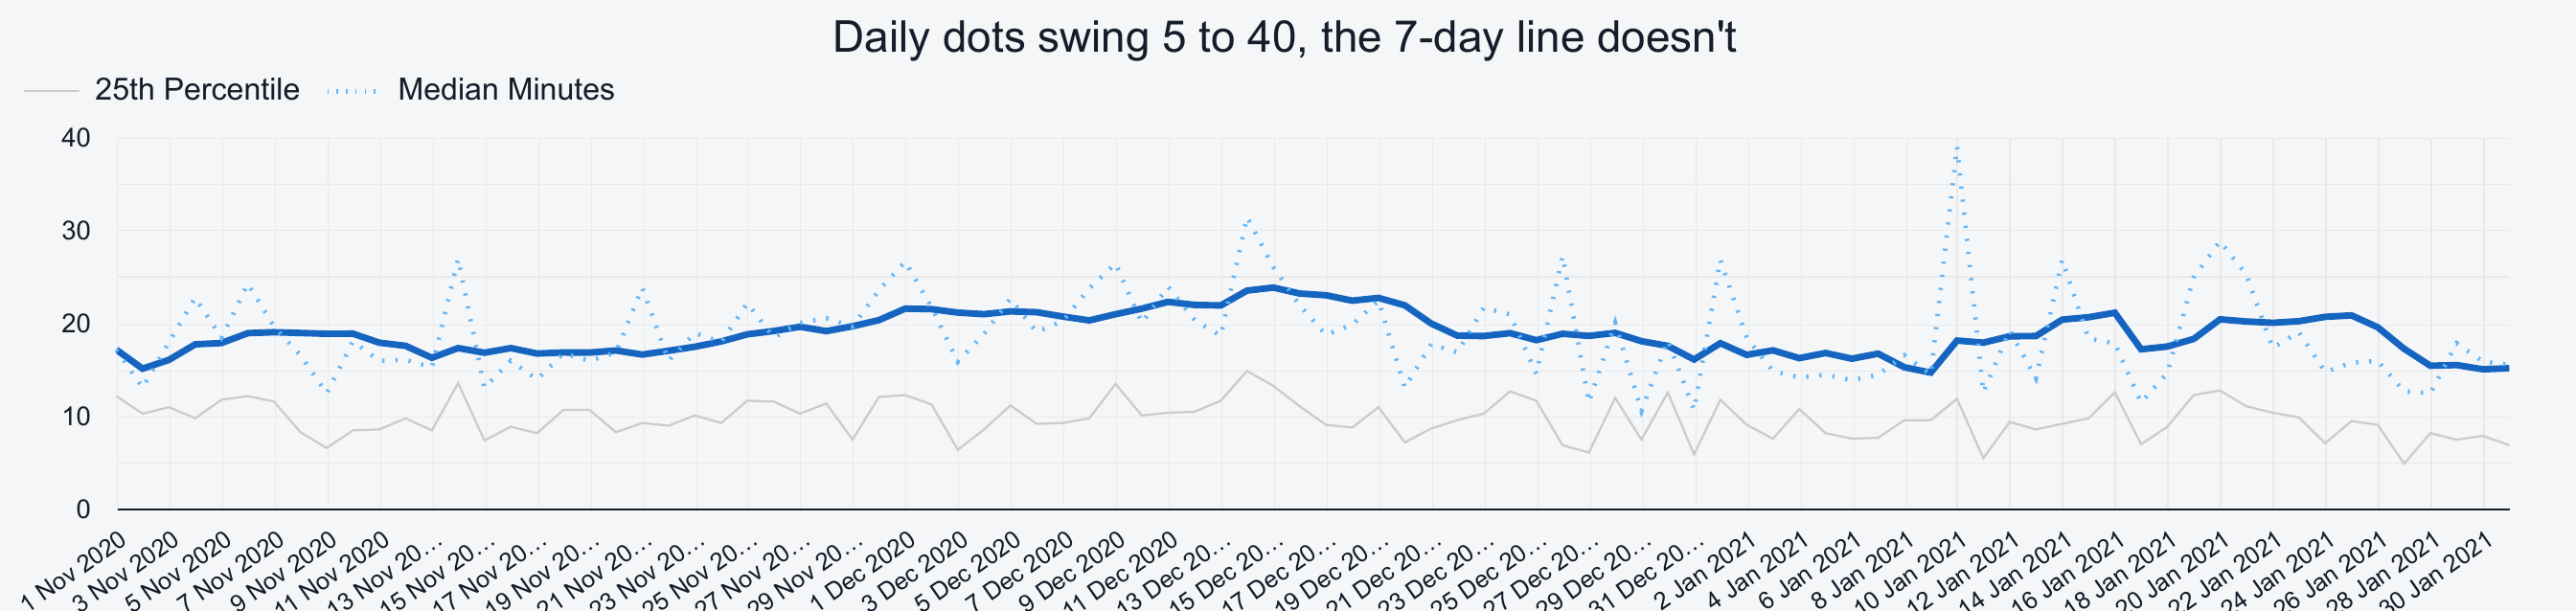 Daily dots swing 5 to 40, the 7-day line doesn't
25th Percentile
Median Minutes
40
30
20
10
0
1 Nov 2020
3 Nov 2020
5 Nov 2020
7 Nov 2020
9 Nov 2020
11 Nov 2020
13 Nov 20…
15 Nov 20…
17 Nov 20…
19 Nov 20…
21 Nov 20…
23 Nov 20…
25 Nov 20…
27 Nov 20…
29 Nov 20…
1 Dec 2020
3 Dec 2020
5 Dec 2020
7 Dec 2020
9 Dec 2020
11 Dec 2020
13 Dec 20…
15 Dec 20…
17 Dec 20…
19 Dec 20…
21 Dec 20…
23 Dec 20…
25 Dec 20…
27 Dec 20…
29 Dec 20…
31 Dec 20…
2 Jan 2021
4 Jan 2021
6 Jan 2021
8 Jan 2021
10 Jan 2021
12 Jan 2021
14 Jan 2021
16 Jan 2021
18 Jan 2021
20 Jan 2021
22 Jan 2021
24 Jan 2021
26 Jan 2021
28 Jan 2021
30 Jan 2021